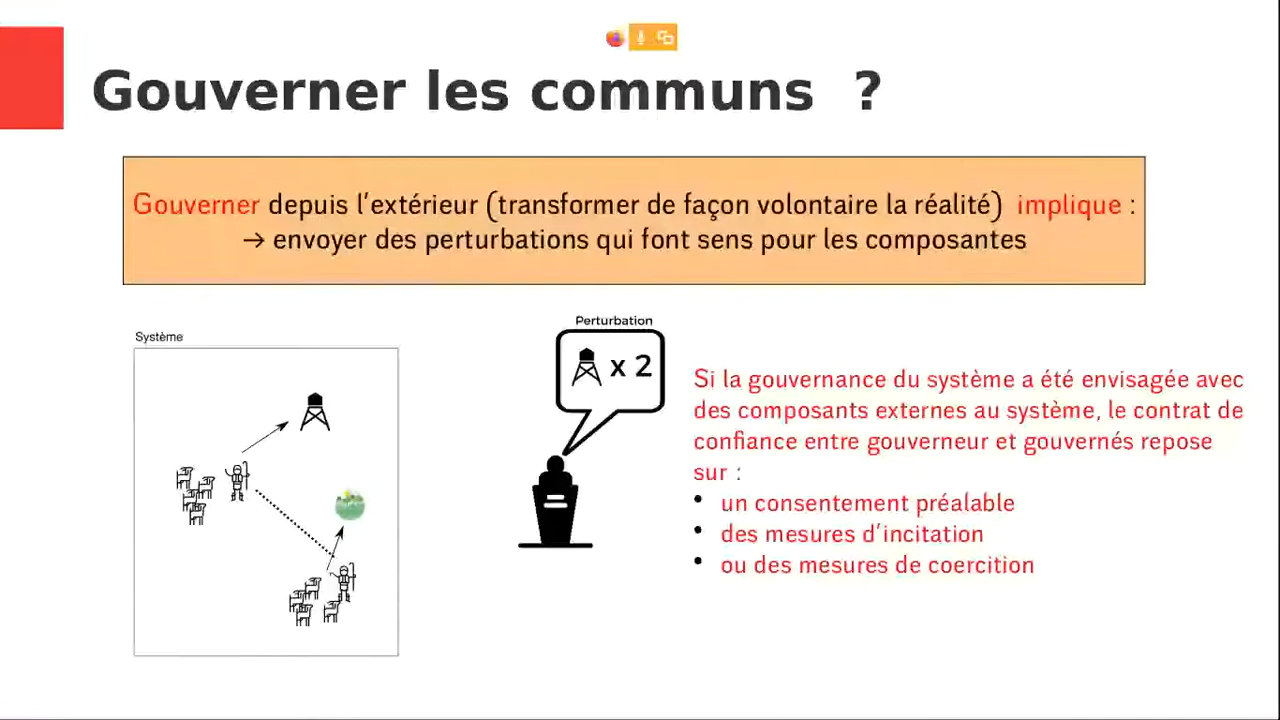 Gouverner les communs ?
Gouverner depuis l'extérieur (transformer de façon volontaire la réalité) implique :
→ envoyer des perturbations qui font sens pour les composantes
Système
Perturbation
x 2
Si la gouvernance du système a été envisagée avec
des composants externes au système, le contrat de
confiance entre gouverneur et gouvernés repose
sur :
• un consentement préalable
• des mesures d'incitation
• ou des mesures de coercition